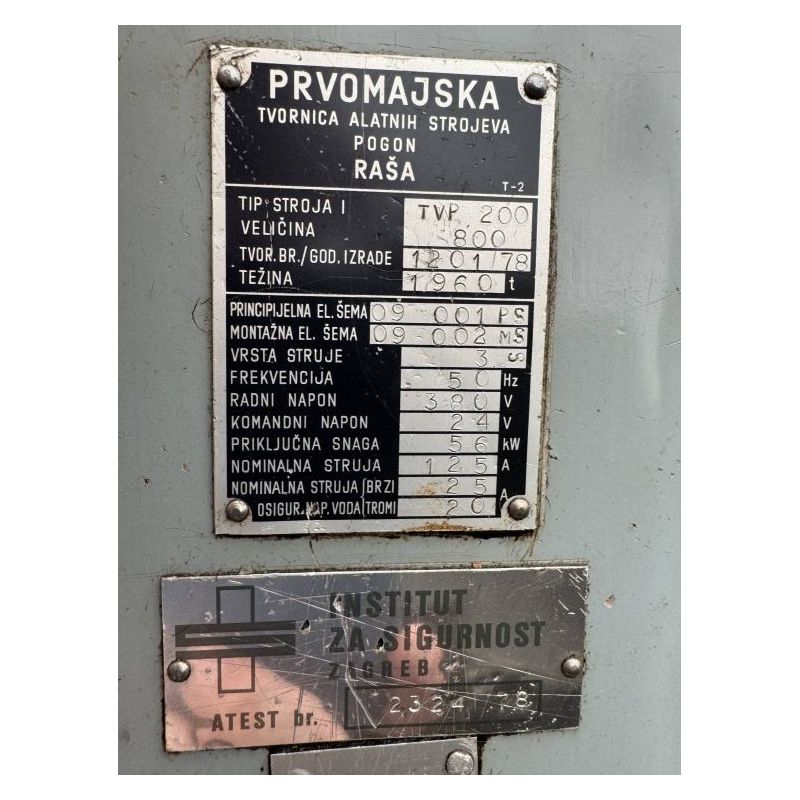 PRVOMAJSKA
TVORNICA ALATNIH STROJEVA
POGON
RAŠA
T-2
TIP STROJA I TVP 200
VELIČINA 800
TVOR. BR./GOD. IZRADE 1201/78
TEŽINA 1,960 t
PRINCIPIJELNA EL. ŠEMA 09-001 PS
MONTAŽNA EL. ŠEMA 09-002 MS
VRSTA STRUJE 3 S
FREKVENCIJA 50 Hz
RADNI NAPON 380 V
KOMANDNI NAPON 24 V
PRIKLJUČNA SNAGA 56 kW
NOMINALNA STRUJA 125 A
NOMINALNA STRUJA BRZI 25 A
OSIGUR. NAP. VODA TROMI 20
INSTITUT
ZA SIGURNOST
ZAGREB
ATEST br. 2324 78